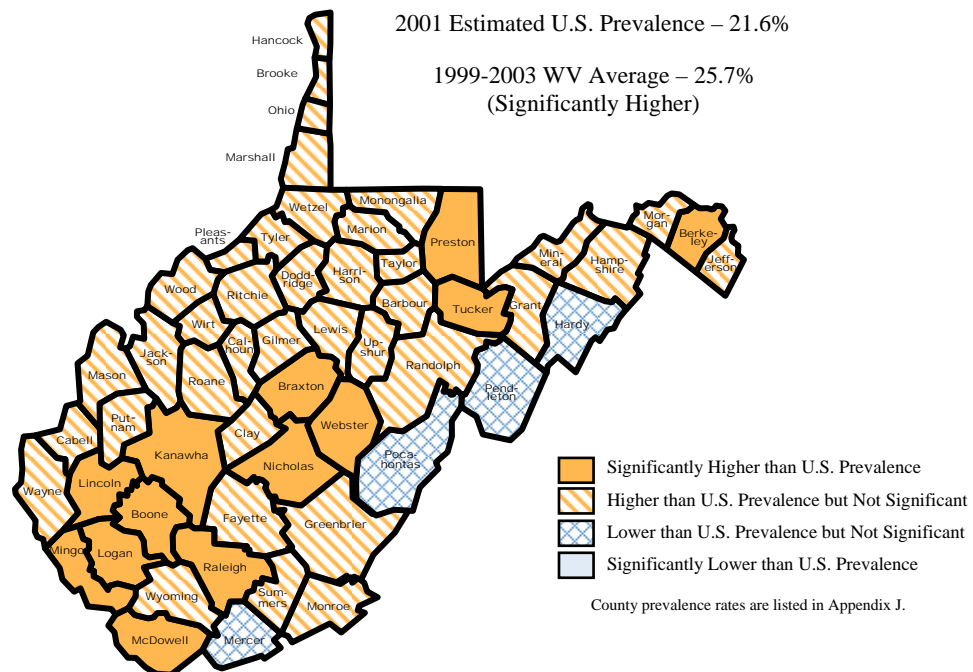 2001 Estimated U.S. Prevalence – 21.6%
1999-2003 WV Average – 25.7%
(Significantly Higher)
Hancock
Brooke
Ohio
Marshall
Wetzel
Monongalia
Marion
Preston
Pleas-
ants
Tyler
Mor-
gan
Berke-
ley
Jeff-
erson
Min-
eral
Hamp-
shire
Wood
Ritchie
Dodd-
ridge
Harri-
son
Taylor
Barbour
Tucker
Grant
Hardy
Wirt
Cal-
houn
Gilmer
Lewis
Up-
shur
Randolph
Pend-
leton
Mason
Jack-
son
Roane
Braxton
Webster
Put-
nam
Clay
Cabell
Kanawha
Nicholas
Poca-
hontas
Wayne
Lincoln
Boone
Fayette
Greenbrier
Mingo
Logan
Raleigh
Wyoming
Sum-
mers
Monroe
McDowell
Mercer
Significantly Higher than U.S. Prevalence
Higher than U.S. Prevalence but Not Significant
Lower than U.S. Prevalence but Not Significant
Significantly Lower than U.S. Prevalence
County prevalence rates are listed in Appendix J.